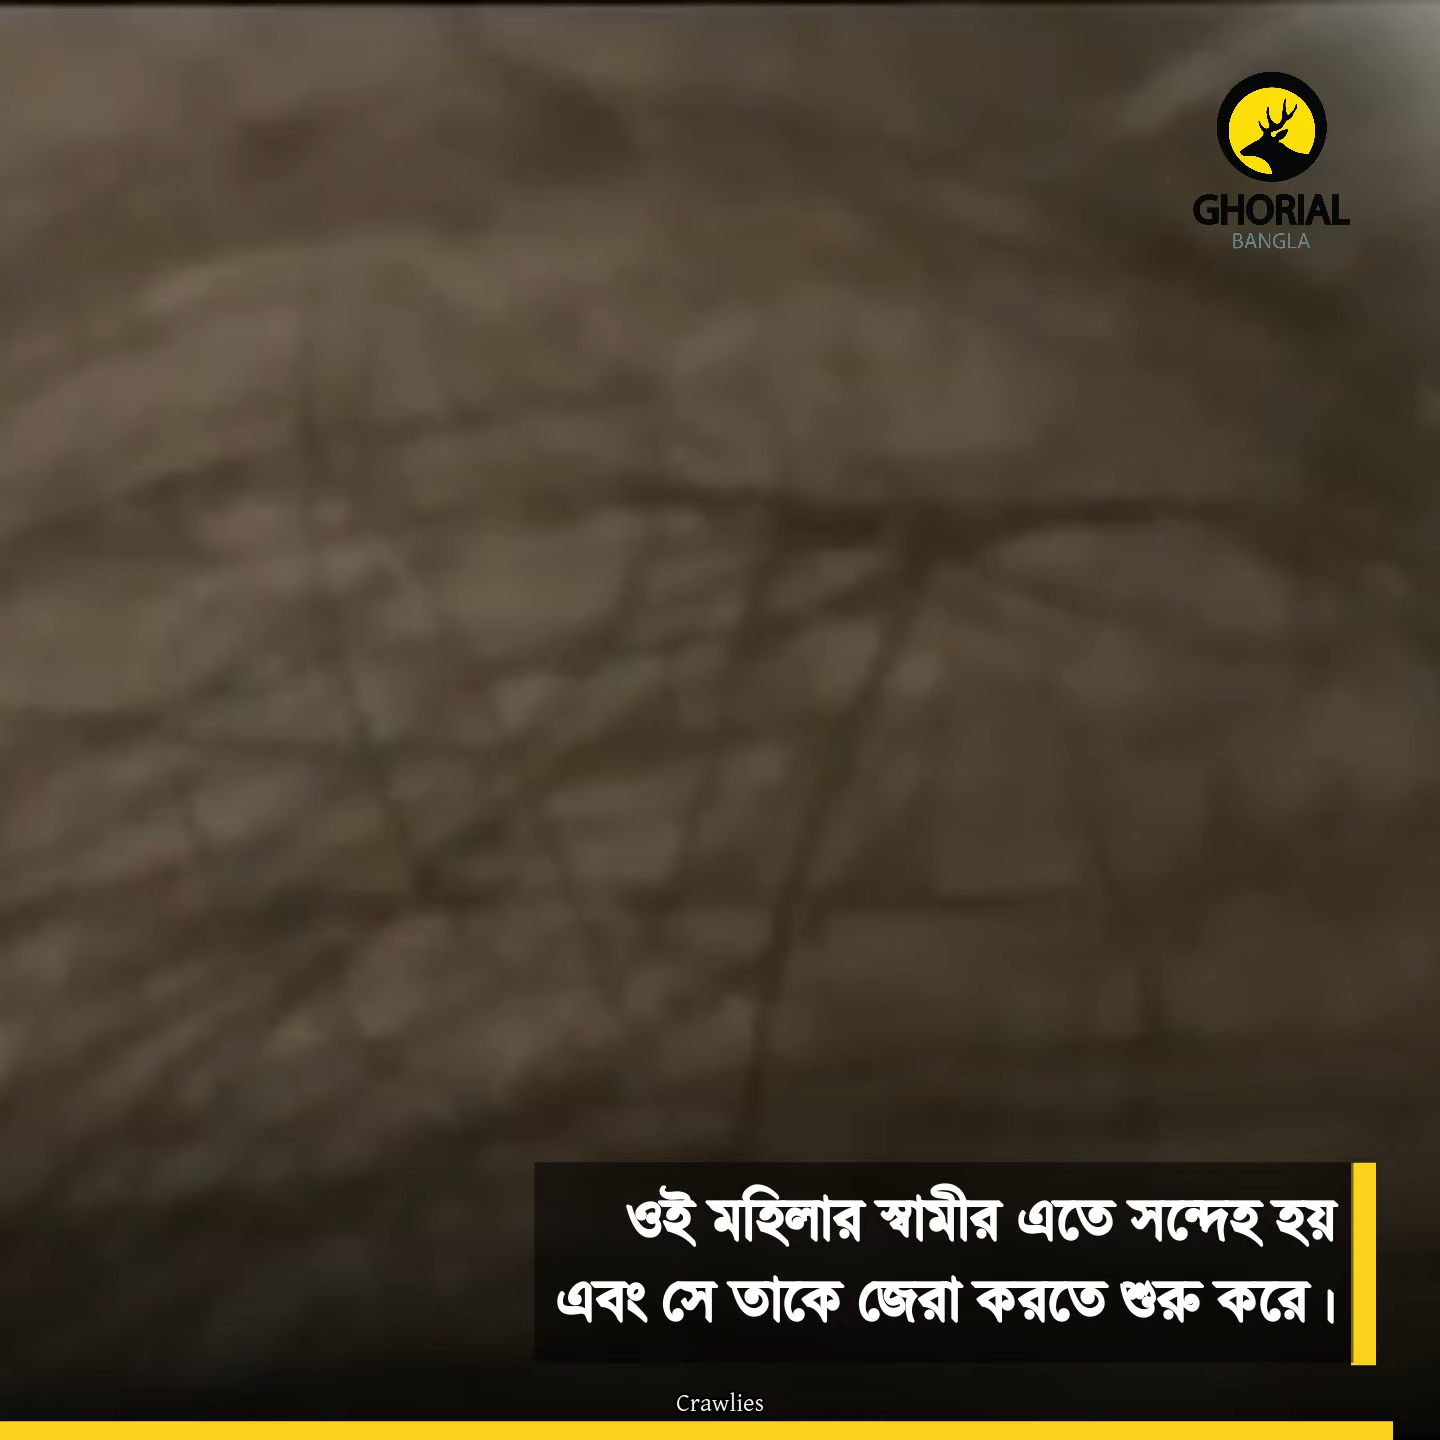 GHORIAL
BANGLA
ওই মহিলার স্বামীর এতে সন্দেহ হয়
এবং সে তাকে জেরা করতে শুরু করে।
Crawlies